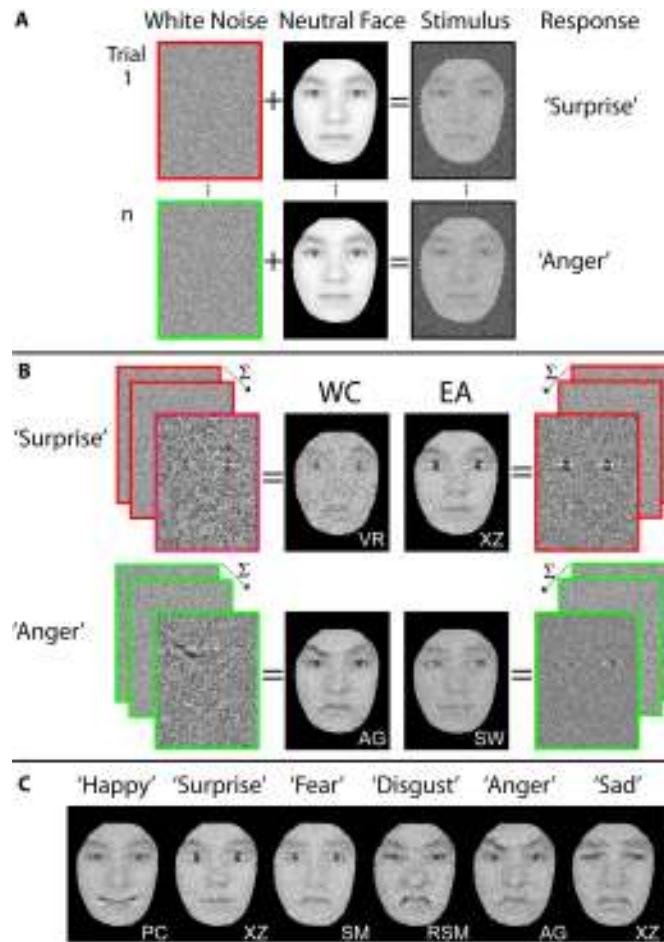 A
White Noise Neutral Face Stimulus Response
Trial
1
+ =
'Surprise'
n
+ =
'Anger'
B
Σ WC EA Σ
'Surprise'
= =
VR XZ
Σ Σ
'Anger'
= =
AG SW
C
'Happy' 'Surprise' 'Fear' 'Disgust' 'Anger' 'Sad'
PC XZ SM RSM AG XZ